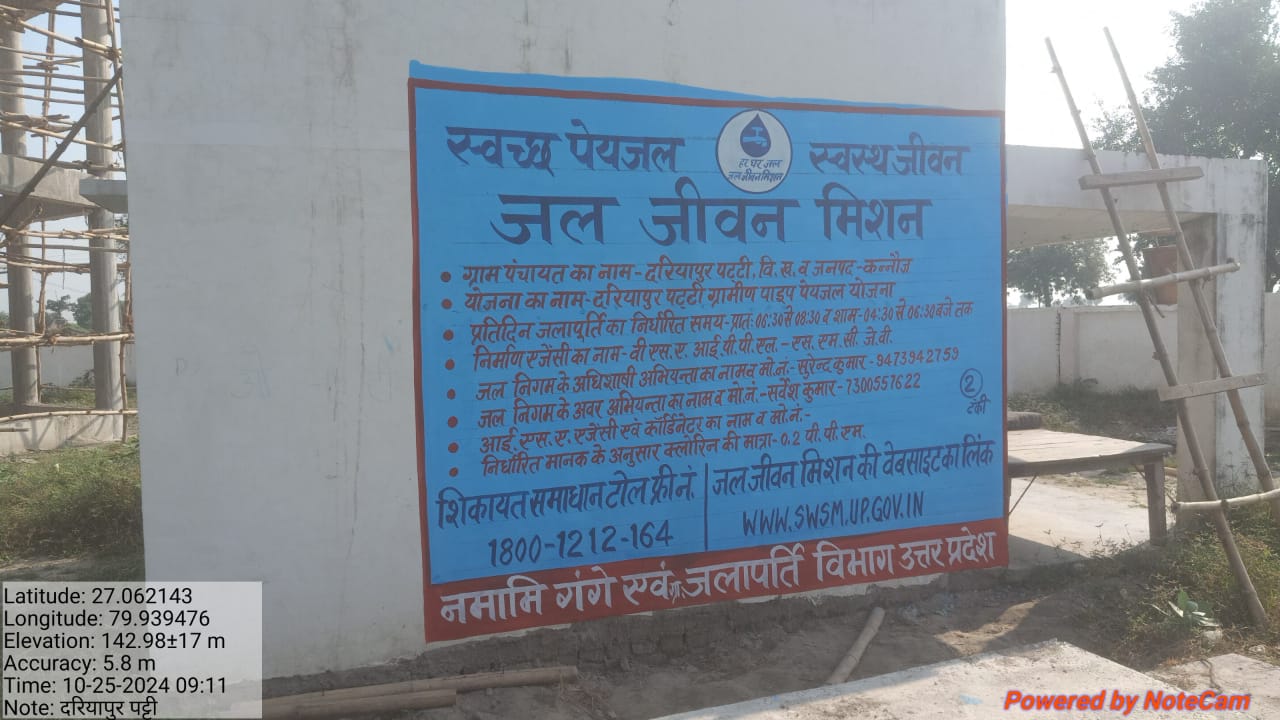 स्वच्छ पेयजल
हर घर जल
जल जीवन मिशन
स्वस्थ जीवन
जल जीवन मिशन
• ग्राम पंचायत का नाम - दरियापुर पट्टी, वि.ख. व जनपद - कन्नौज
• योजना का नाम - दरियापुर पट्टी ग्रामीण पाइप पेयजल योजना
• प्रतिदिन जलापूर्ति का निर्धारित समय - प्रातः 06:30 से 08:30 व शाम - 04:30 से 06:30 बजे तक
• निर्माण एजेंसी का नाम - वी एस.ए. आई.पी.पी.एल. - एस. एम. सी. जे.वी.
• जल निगम के अधिशाषी अभियन्ता का नाम व मो.नं.- सुरेन्द्र कुमार - 9473942759
• जल निगम के अवर अभियन्ता का नाम व मो.नं.- सर्वेश कुमार - 7300557622
• आई.एस.ए. एजेंसी एवं कॉर्डिनेटर का नाम व मो.नं.-
• निर्धारित मानक के अनुसार क्लोरिन की मात्रा - 0.2 पी.पी.एम.
2
टंकी
शिकायत समाधान टोल फ्री नं.
1800-1212-164
जल जीवन मिशन की वेबसाइट का लिंक
WWW.SWSM.UP.GOV.IN
नमामि गंगे एवं ग्रा. जलापर्ति विभाग उत्तर प्रदेश
Latitude: 27.062143
Longitude: 79.939476
Elevation: 142.98±17 m
Accuracy: 5.8 m
Time: 10-25-2024 09:11
Note: दरियापुर पट्टी
Powered by NoteCam